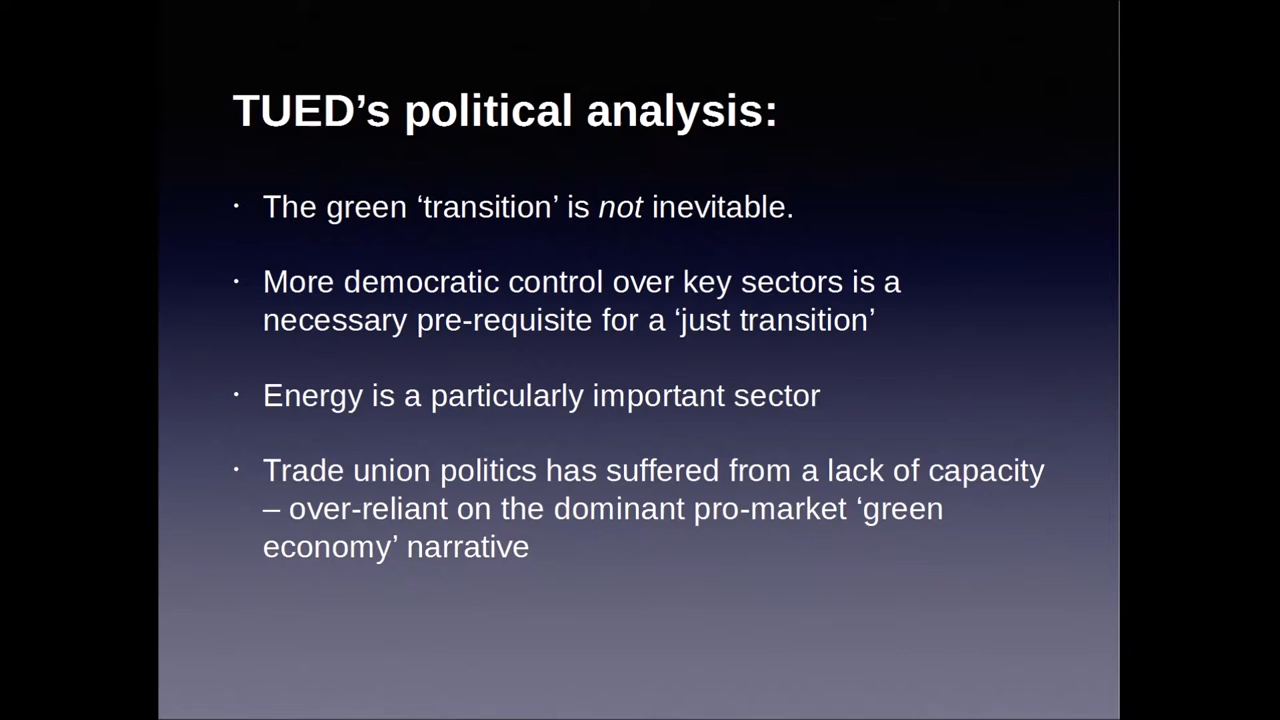 TUED’s political analysis:
• The green ‘transition’ is not inevitable.
• More democratic control over key sectors is a
necessary pre-requisite for a ‘just transition’
• Energy is a particularly important sector
• Trade union politics has suffered from a lack of capacity
– over-reliant on the dominant pro-market ‘green
economy’ narrative